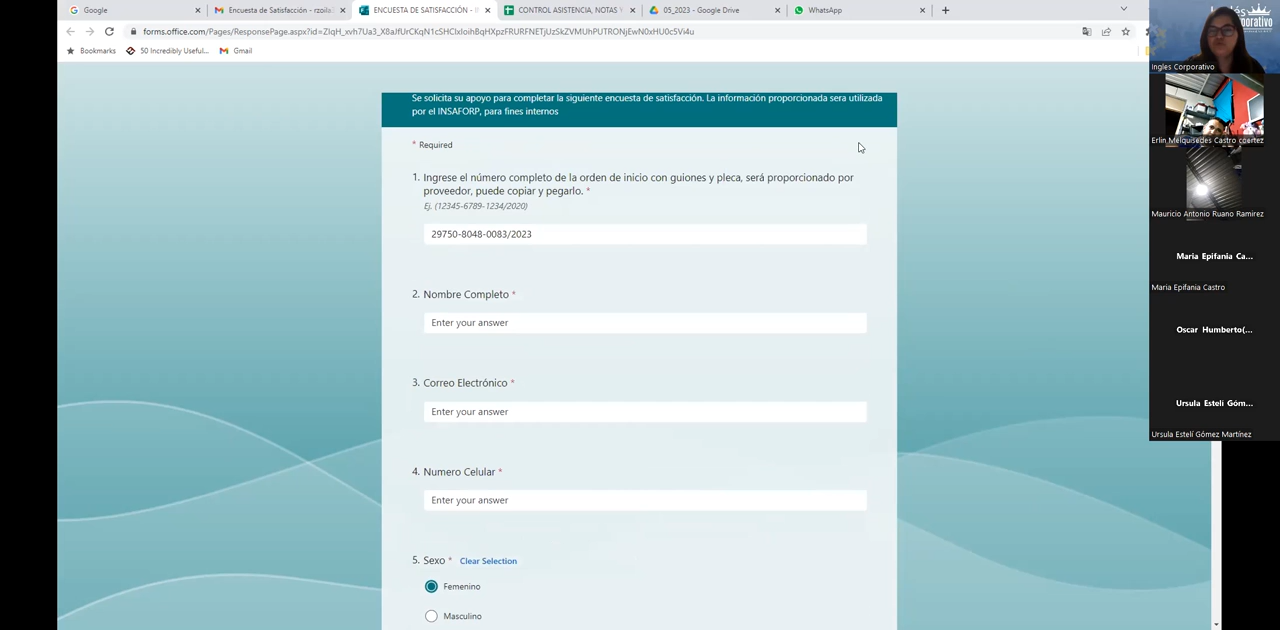 Google
Encuesta de Satisfacción - rzoila
ENCUESTA DE SATISFACCIÓN - I
CONTROL ASISTENCIA, NOTAS Y
05_2023 - Google Drive
WhatsApp
Bookmarks
50 Incredibly Useful...
Gmail
Se solicita su apoyo para completar la siguiente encuesta de satisfacción. La información proporcionada sera utilizada
por el INSAFORP, para fines internos
* Required
1. Ingrese el número completo de la orden de inicio con guiones y pleca, será proporcionado por
proveedor, puede copiar y pegarlo. *
Ej. (12345-6789-1234/2020)
29750-8048-0083/2023
2. Nombre Completo *
Enter your answer
3. Correo Electrónico *
Enter your answer
4. Numero Celular *
Enter your answer
5. Sexo * Clear Selection
Femenino
Masculino
Ingles Corporativo
Erlin Melquisedes Castro coertez
Mauricio Antonio Ruano Ramirez
Maria Epifania Ca...
Maria Epifania Castro
Oscar Humberto(...
Ursula Esteli Góm...
Ursula Estelí Gómez Martínez